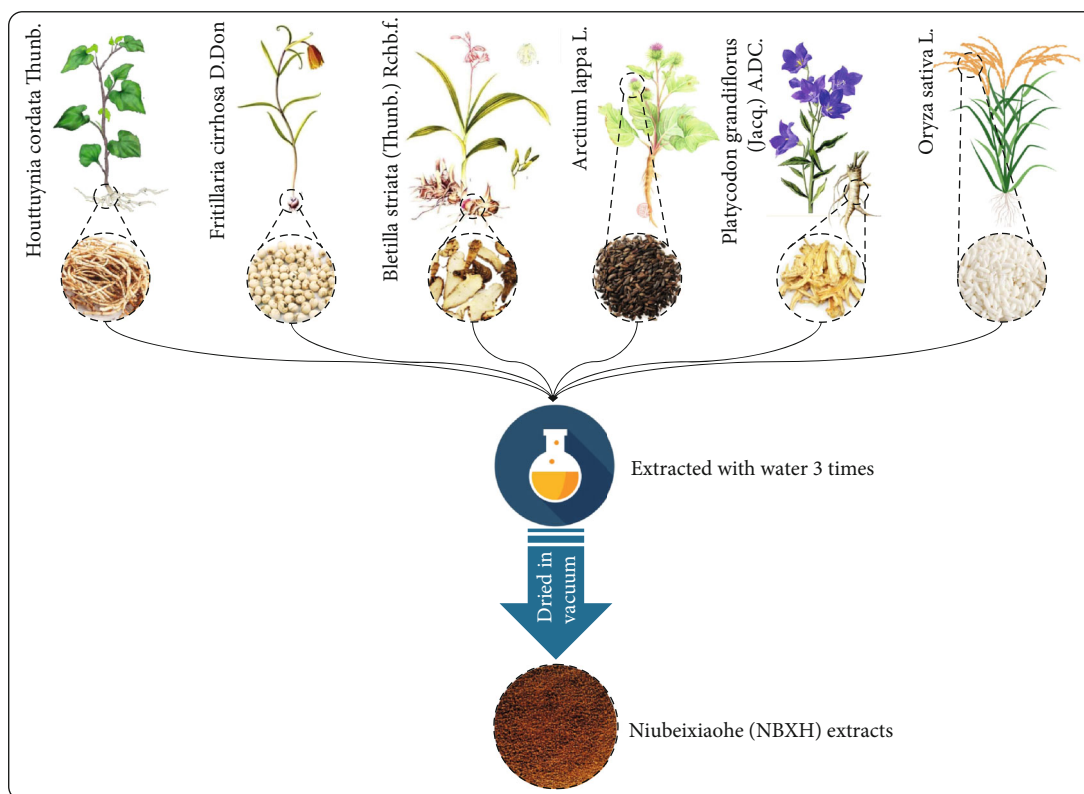 Houttuynia cordata Thunb.
Fritillaria cirrhosa D.Don
Bletilla striata (Thunb.) Rchb.f.
Arctium lappa L.
Platycodon grandiflorus
(Jacq.) A.DC.
Oryza sativa L.
Extracted with water 3 times
Dried in
vacuum
Niubeixiaohe (NBXH) extracts